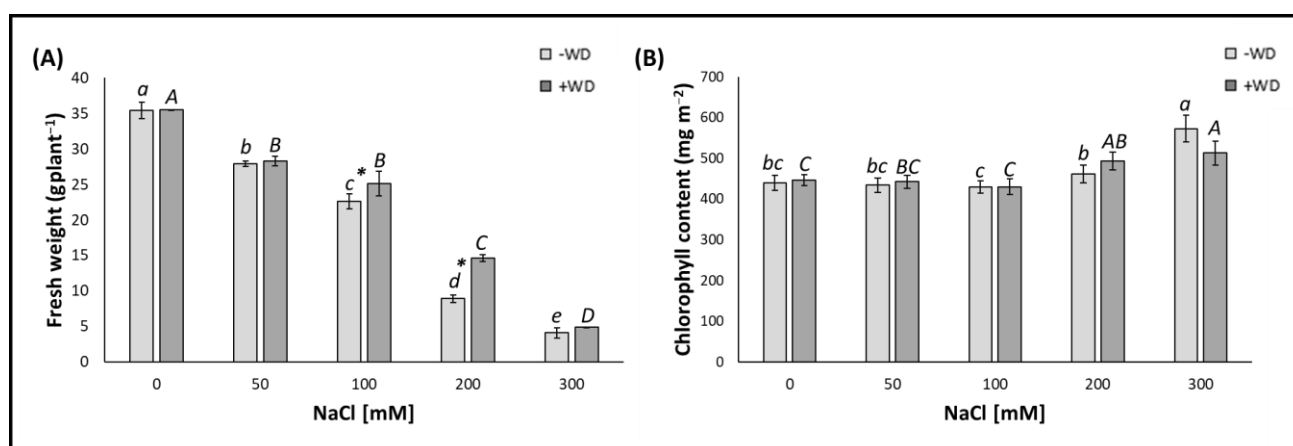 (A)
-WD
+WD
Fresh weight (gplant⁻¹)
40
35
30
25
20
15
10
5
0
a
A
b
B
c
*
B
d
*
C
e
D
0
50
100
200
300
NaCl [mM]
(B)
-WD
+WD
Chlorophyll content (mg m⁻²)
700
600
500
400
300
200
100
0
bc
C
bc
BC
c
C
b
AB
a
A
0
50
100
200
300
NaCl [mM]